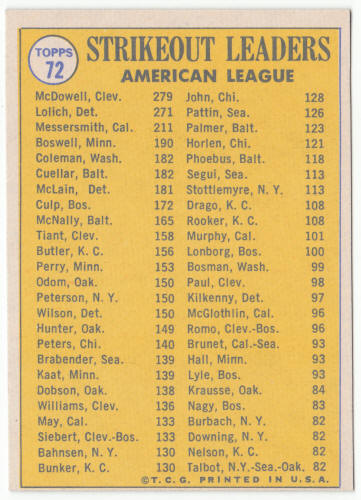 TOPPS
72
STRIKEOUT LEADERS
AMERICAN LEAGUE
McDowell, Clev. 279
Lolich, Det. 271
Messersmith, Cal. 211
Boswell, Minn. 190
Coleman, Wash. 182
Cuellar, Balt. 182
McLain, Det. 181
Culp, Bos. 172
McNally, Balt. 165
Tiant, Clev. 158
Butler, K. C. 156
Perry, Minn. 153
Odom, Oak. 150
Peterson, N. Y. 150
Wilson, Det. 150
Hunter, Oak. 149
Peters, Chi. 140
Brabender, Sea. 139
Kaat, Minn. 139
Dobson, Oak. 137
Williams, Clev. 136
May, Cal. 133
Siebert, Clev.-Bos. 133
Bahnsen, N. Y. 130
Bunker, K. C. 130
John, Chi. 128
Pattin, Sea. 126
Palmer, Balt. 123
Horlen, Chi. 121
Phoebus, Balt. 118
Segui, Sea. 113
Stottlemyre, N. Y. 113
Drago, K. C. 108
Rooker, K. C. 108
Murphy, Cal. 101
Lonborg, Bos. 100
Bosman, Wash. 99
Paul, Clev. 98
Kilkenny, Det. 97
McGlothlin, Cal. 96
Romo, Clev.-Bos. 96
Brunet, Cal.-Sea. 93
Hall, Minn. 93
Lyle, Bos. 93
Krausse, Oak. 84
Nagy, Bos. 83
Burbach, N. Y. 82
Downing, N. Y. 82
Nelson, K. C. 82
Talbot, N.Y.-Sea.-Oak. 82
© T. C. G. PRINTED IN U. S. A.